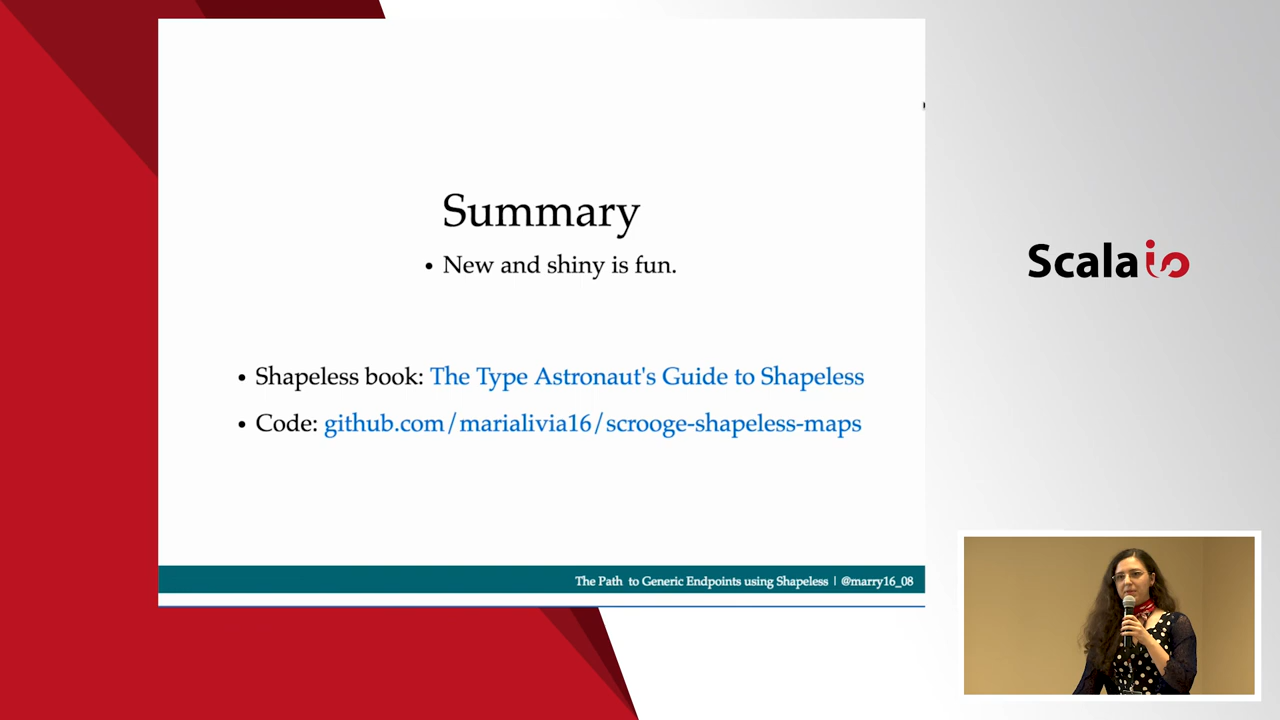 Summary
• New and shiny is fun.
• Shapeless book: The Type Astronaut's Guide to Shapeless
• Code: github.com/marialivia16/scrooge-shapeless-maps
The Path to Generic Endpoints using Shapeless | @marry16_08
Scala io